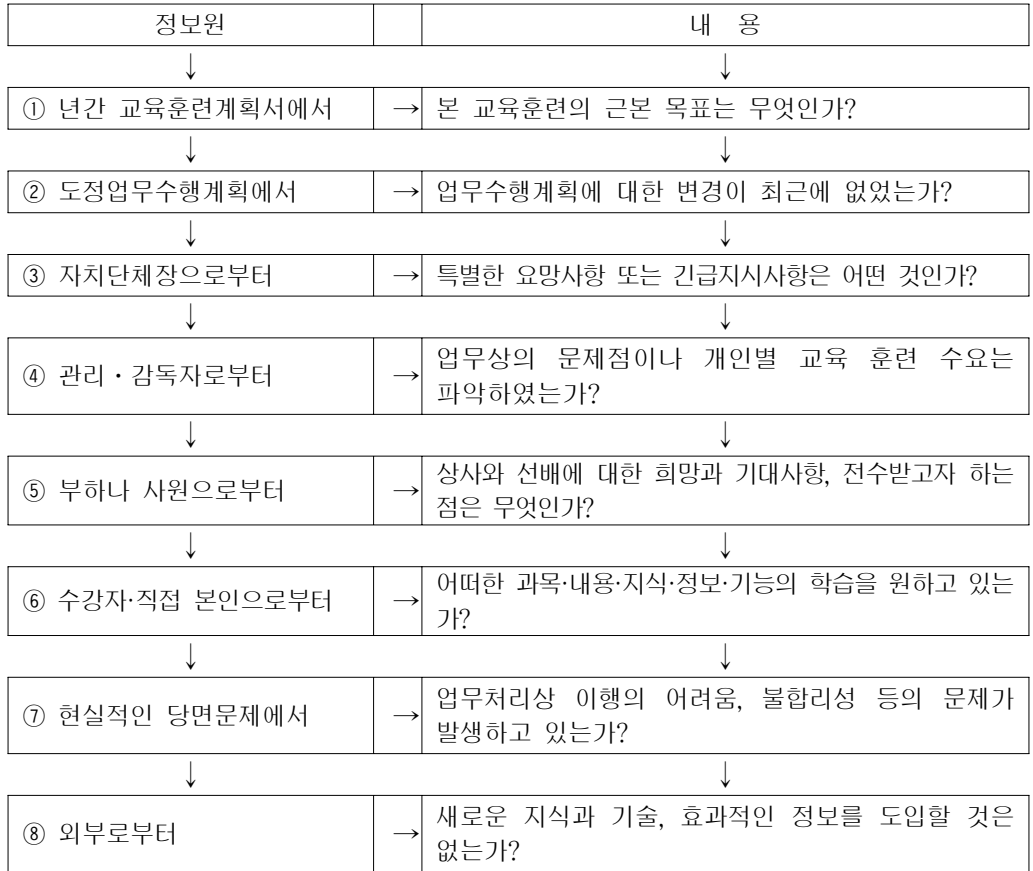 정보원 내 용
↓ ↓
① 년간 교육훈련계획서에서 → 본 교육훈련의 근본 목표는 무엇인가?
↓ ↓
② 도정업무수행계획에서 → 업무수행계획에 대한 변경이 최근에 없었는가?
↓ ↓
③ 자치단체장으로부터 → 특별한 요망사항 또는 긴급지시사항은 어떤 것인가?
↓ ↓
④ 관리・감독자로부터 → 업무상의 문제점이나 개인별 교육 훈련 수요는
파악하였는가?
↓ ↓
⑤ 부하나 사원으로부터 → 상사와 선배에 대한 희망과 기대사항, 전수받고자 하는
점은 무엇인가?
↓ ↓
⑥ 수강자·직접 본인으로부터 → 어떠한 과목·내용·지식·정보·기능의 학습을 원하고 있는
가?
↓ ↓
⑦ 현실적인 당면문제에서 → 업무처리상 이행의 어려움, 불합리성 등의 문제가
발생하고 있는가?
↓ ↓
⑧ 외부로부터 → 새로운 지식과 기술, 효과적인 정보를 도입할 것은
없는가?